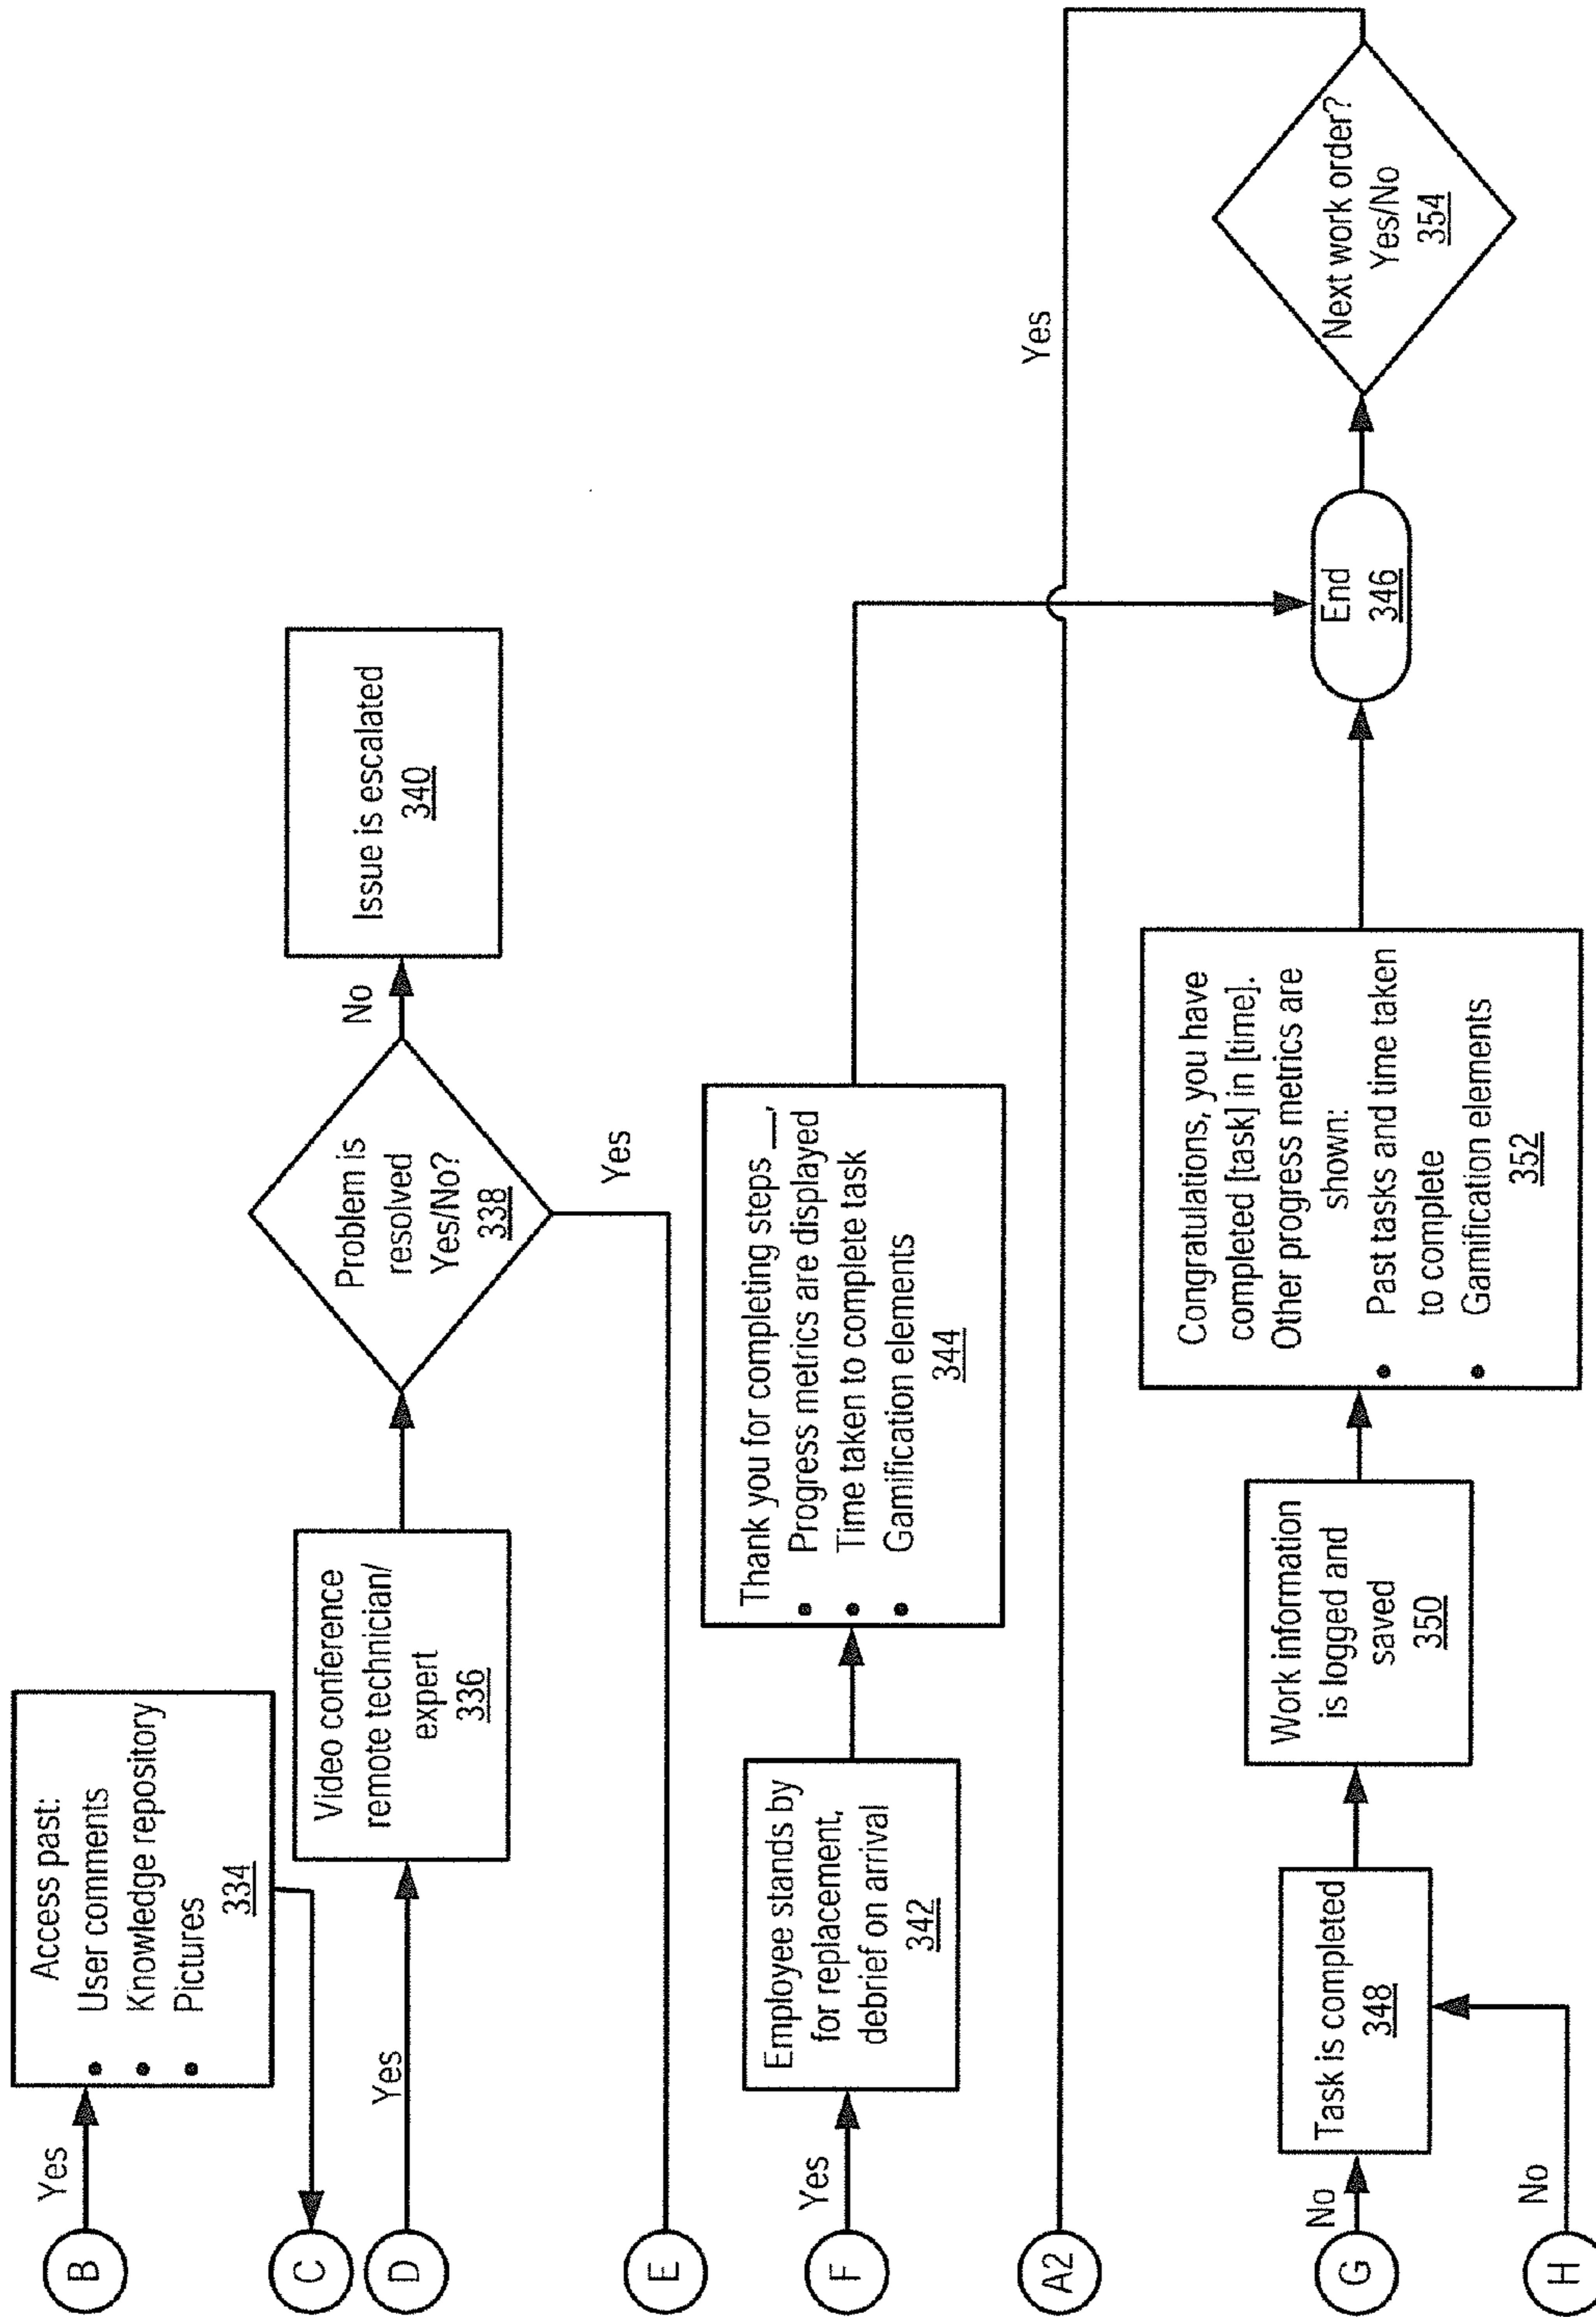 B
Yes
Access past:
User comments
Knowledge repository
Pictures
334
C
D
Yes
Video conference
remote technician/
expert
336
Problem is
resolved
Yes/No?
338
No
Issue is escalated
340
E
Yes
F
Yes
Employee stands by
for replacement,
debrief on arrival
342
Thank you for completing steps __,
Progress metrics are displayed
Time taken to complete task
Gamification elements
344
A2
Yes
G
No
Task is completed
348
Work information
is logged and
saved
350
Congratulations, you have
completed [task] in [time].
Other progress metrics are
shown:
Past tasks and time taken
to complete
Gamification elements
352
End
346
Next work order?
Yes/No
354
H
No